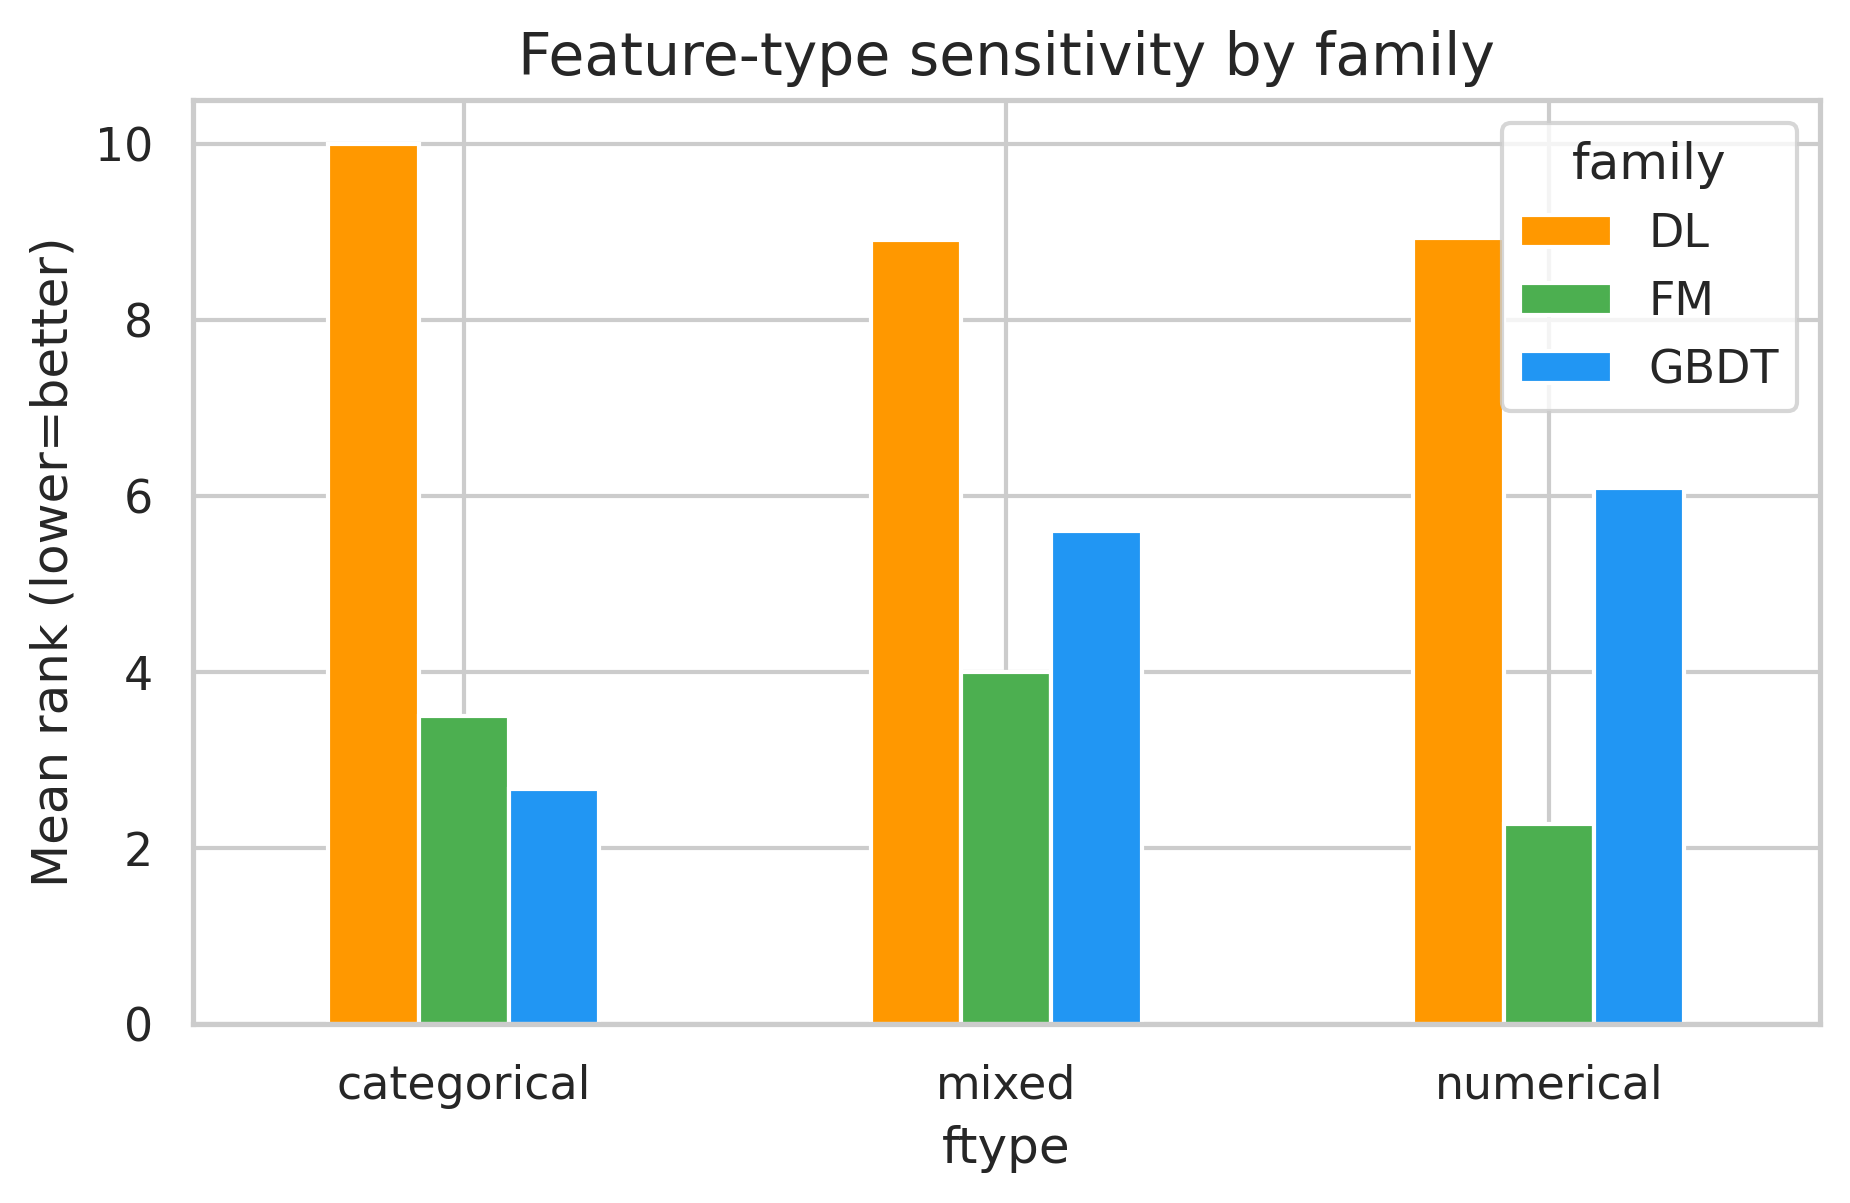 Feature-type sensitivity by family
Mean rank (lower=better)
10
8
6
4
2
0
family
DL
FM
GBDT
categorical
mixed
numerical
ftype